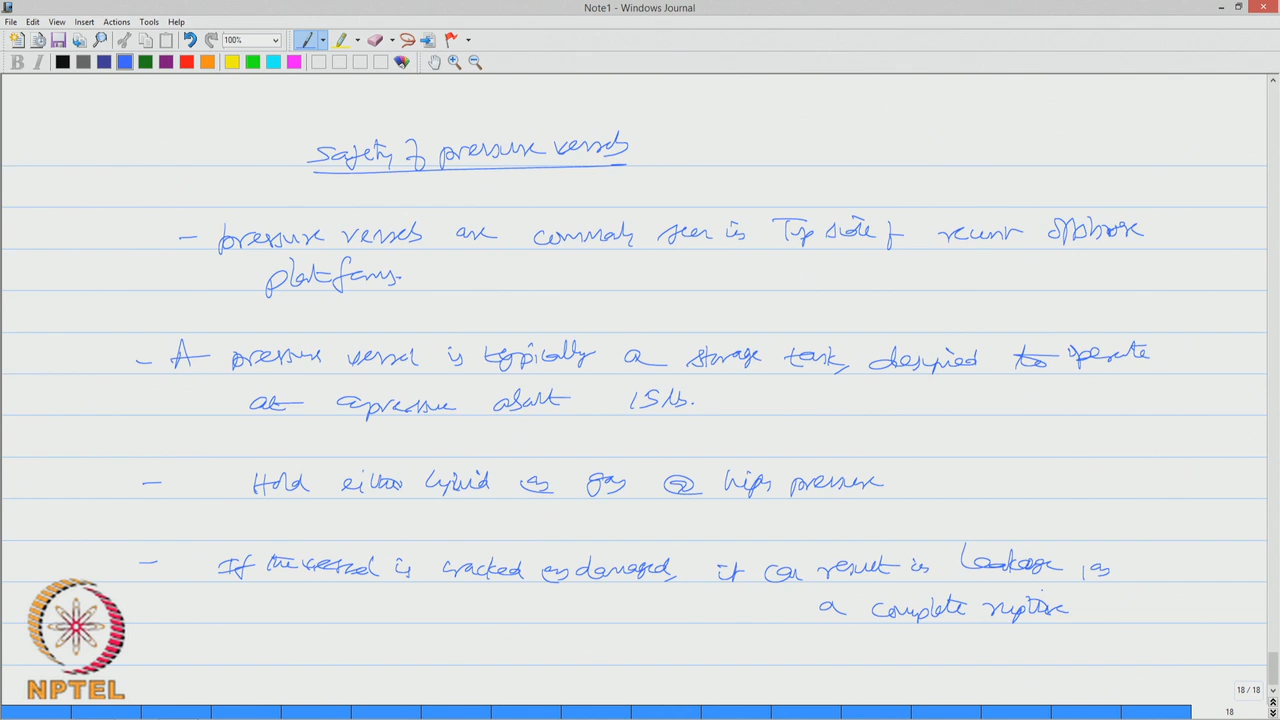 Note1 - Windows Journal
File Edit View Insert Actions Tools Help
100%
B I
Safety of pressure vessels
- pressure vessels are commonly seen in Top side of recent offshore
platforms.
- A pressure vessel is typically a storage tank, designed to operate
at a pressure about 15 lb.
- Hold either liquid or gas @ high pressure
- If the vessel is cracked or damaged, it can result in leakage, or
a complete rupture
NPTEL
18 / 18
18